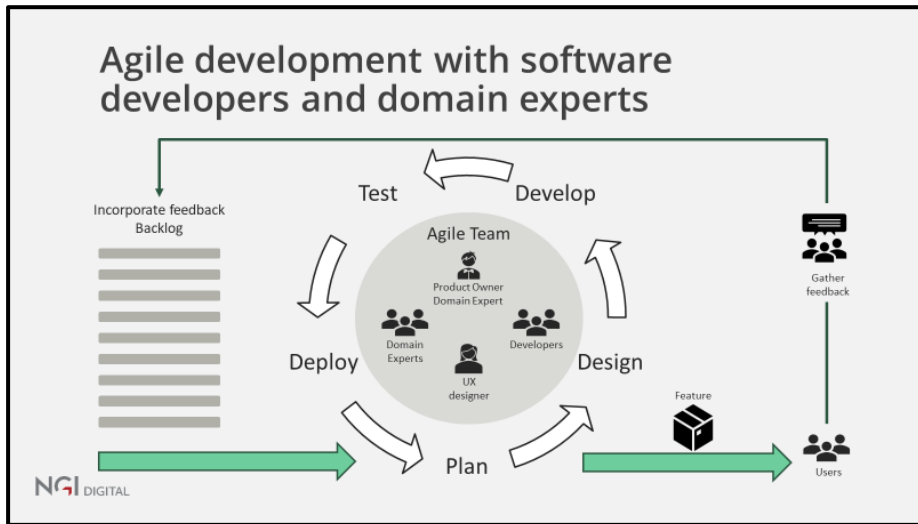 Agile development with software
developers and domain experts
Incorporate feedback
Backlog
Test
Develop
Agile Team
Product Owner
Domain Expert
Domain
Experts
Developers
UX
designer
Deploy
Design
Plan
Feature
Gather
feedback
Users
NGI DIGITAL